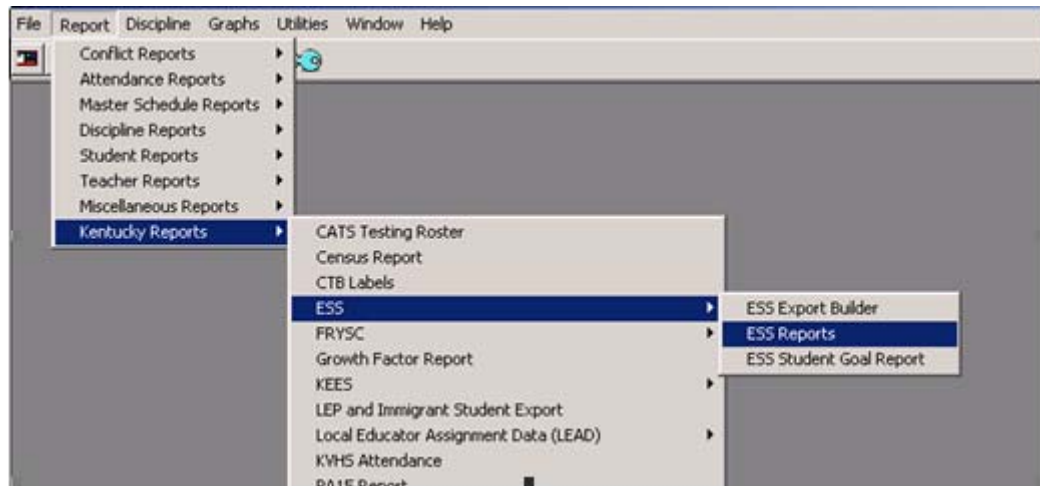 File Report Discipline Graphs Utilities Window Help
Conflict Reports
Attendance Reports
Master Schedule Reports
Discipline Reports
Student Reports
Teacher Reports
Miscellaneous Reports
Kentucky Reports
CATS Testing Roster
Census Report
CTB Labels
ESS
FRYSC
Growth Factor Report
KEES
LEP and Immigrant Student Export
Local Educator Assignment Data (LEAD)
KVHS Attendance
Report
ESS Export Builder
ESS Reports
ESS Student Goal Report